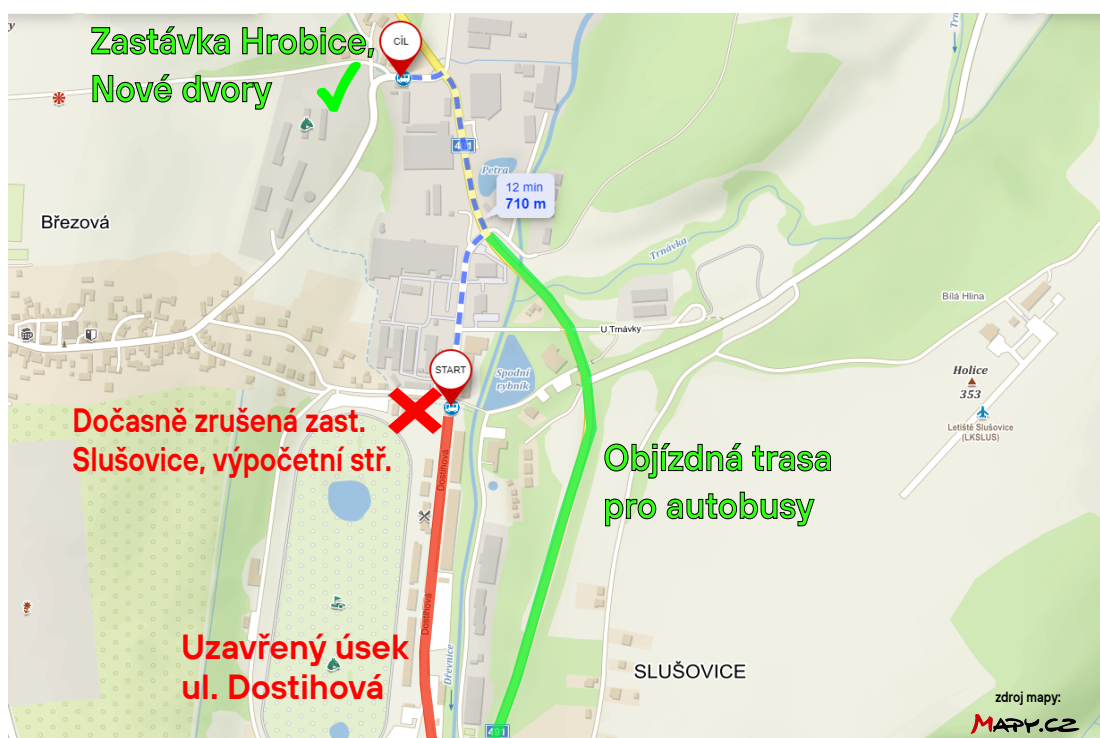 Zastávka Hrobice,
Nové dvory
CÍL
491
Petra
12 min
710 m
Březová
Trnávka
Bílá Hlina
U Trnávky
Holice
353
START
Spodní
rybník
Letiště Slušovice
(LKSLUS)
Dočasně zrušená zast.
Slušovice, výpočetní stř.
Dostihová
Objízdná trasa
pro autobusy
Dostihová
Uzavřený úsek
ul. Dostihová
Dřevnice
SLUŠOVICE
491
zdroj mapy:
MAPY.CZ